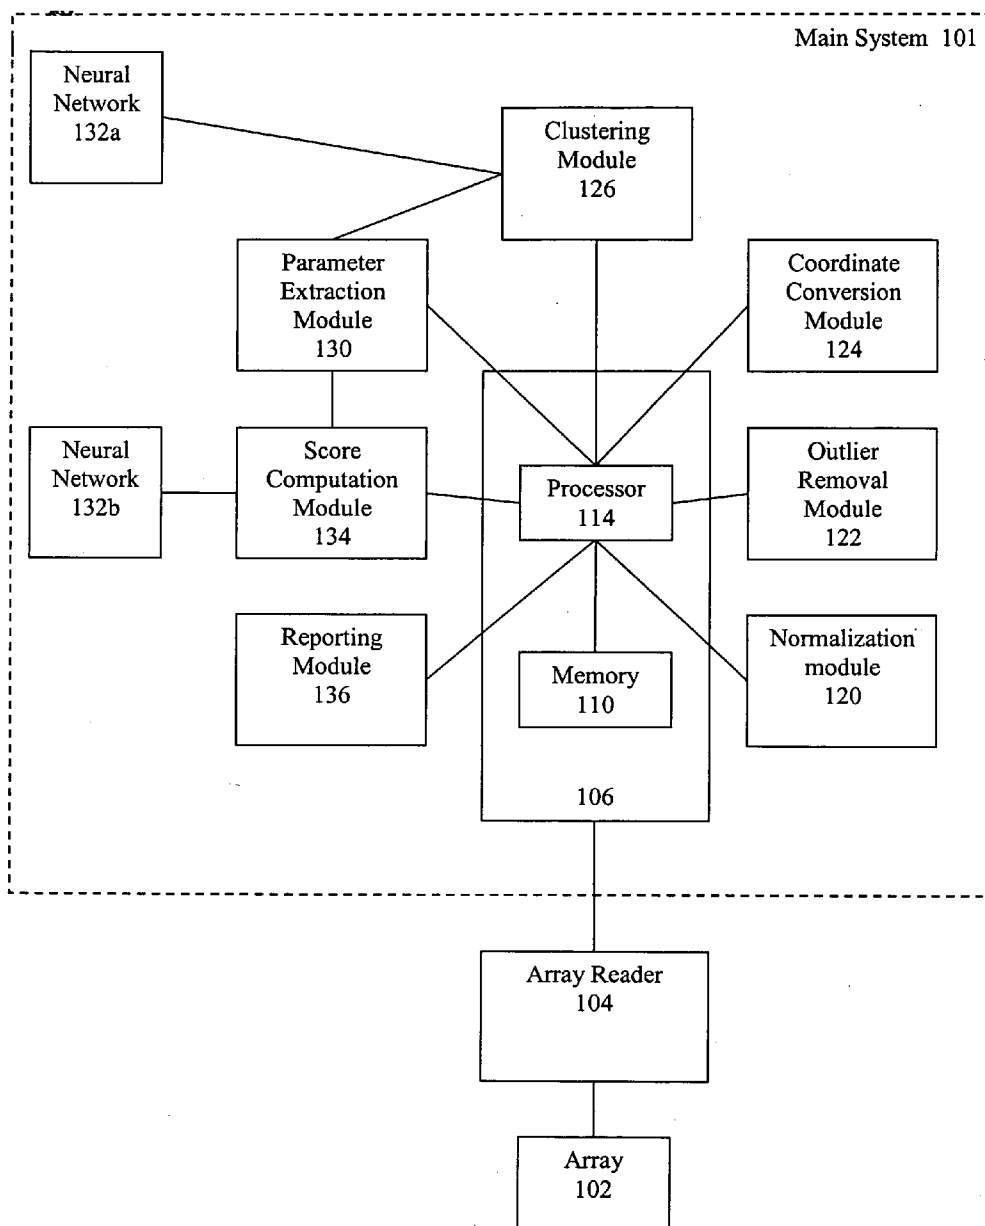 Main System 101
Neural
Network
132a
Clustering
Module
126
Parameter
Extraction
Module
130
Coordinate
Conversion
Module
124
Neural
Network
132b
Score
Computation
Module
134
Processor
114
Outlier
Removal
Module
122
Reporting
Module
136
Memory
110
Normalization
module
120
106
Array Reader
104
Array
102